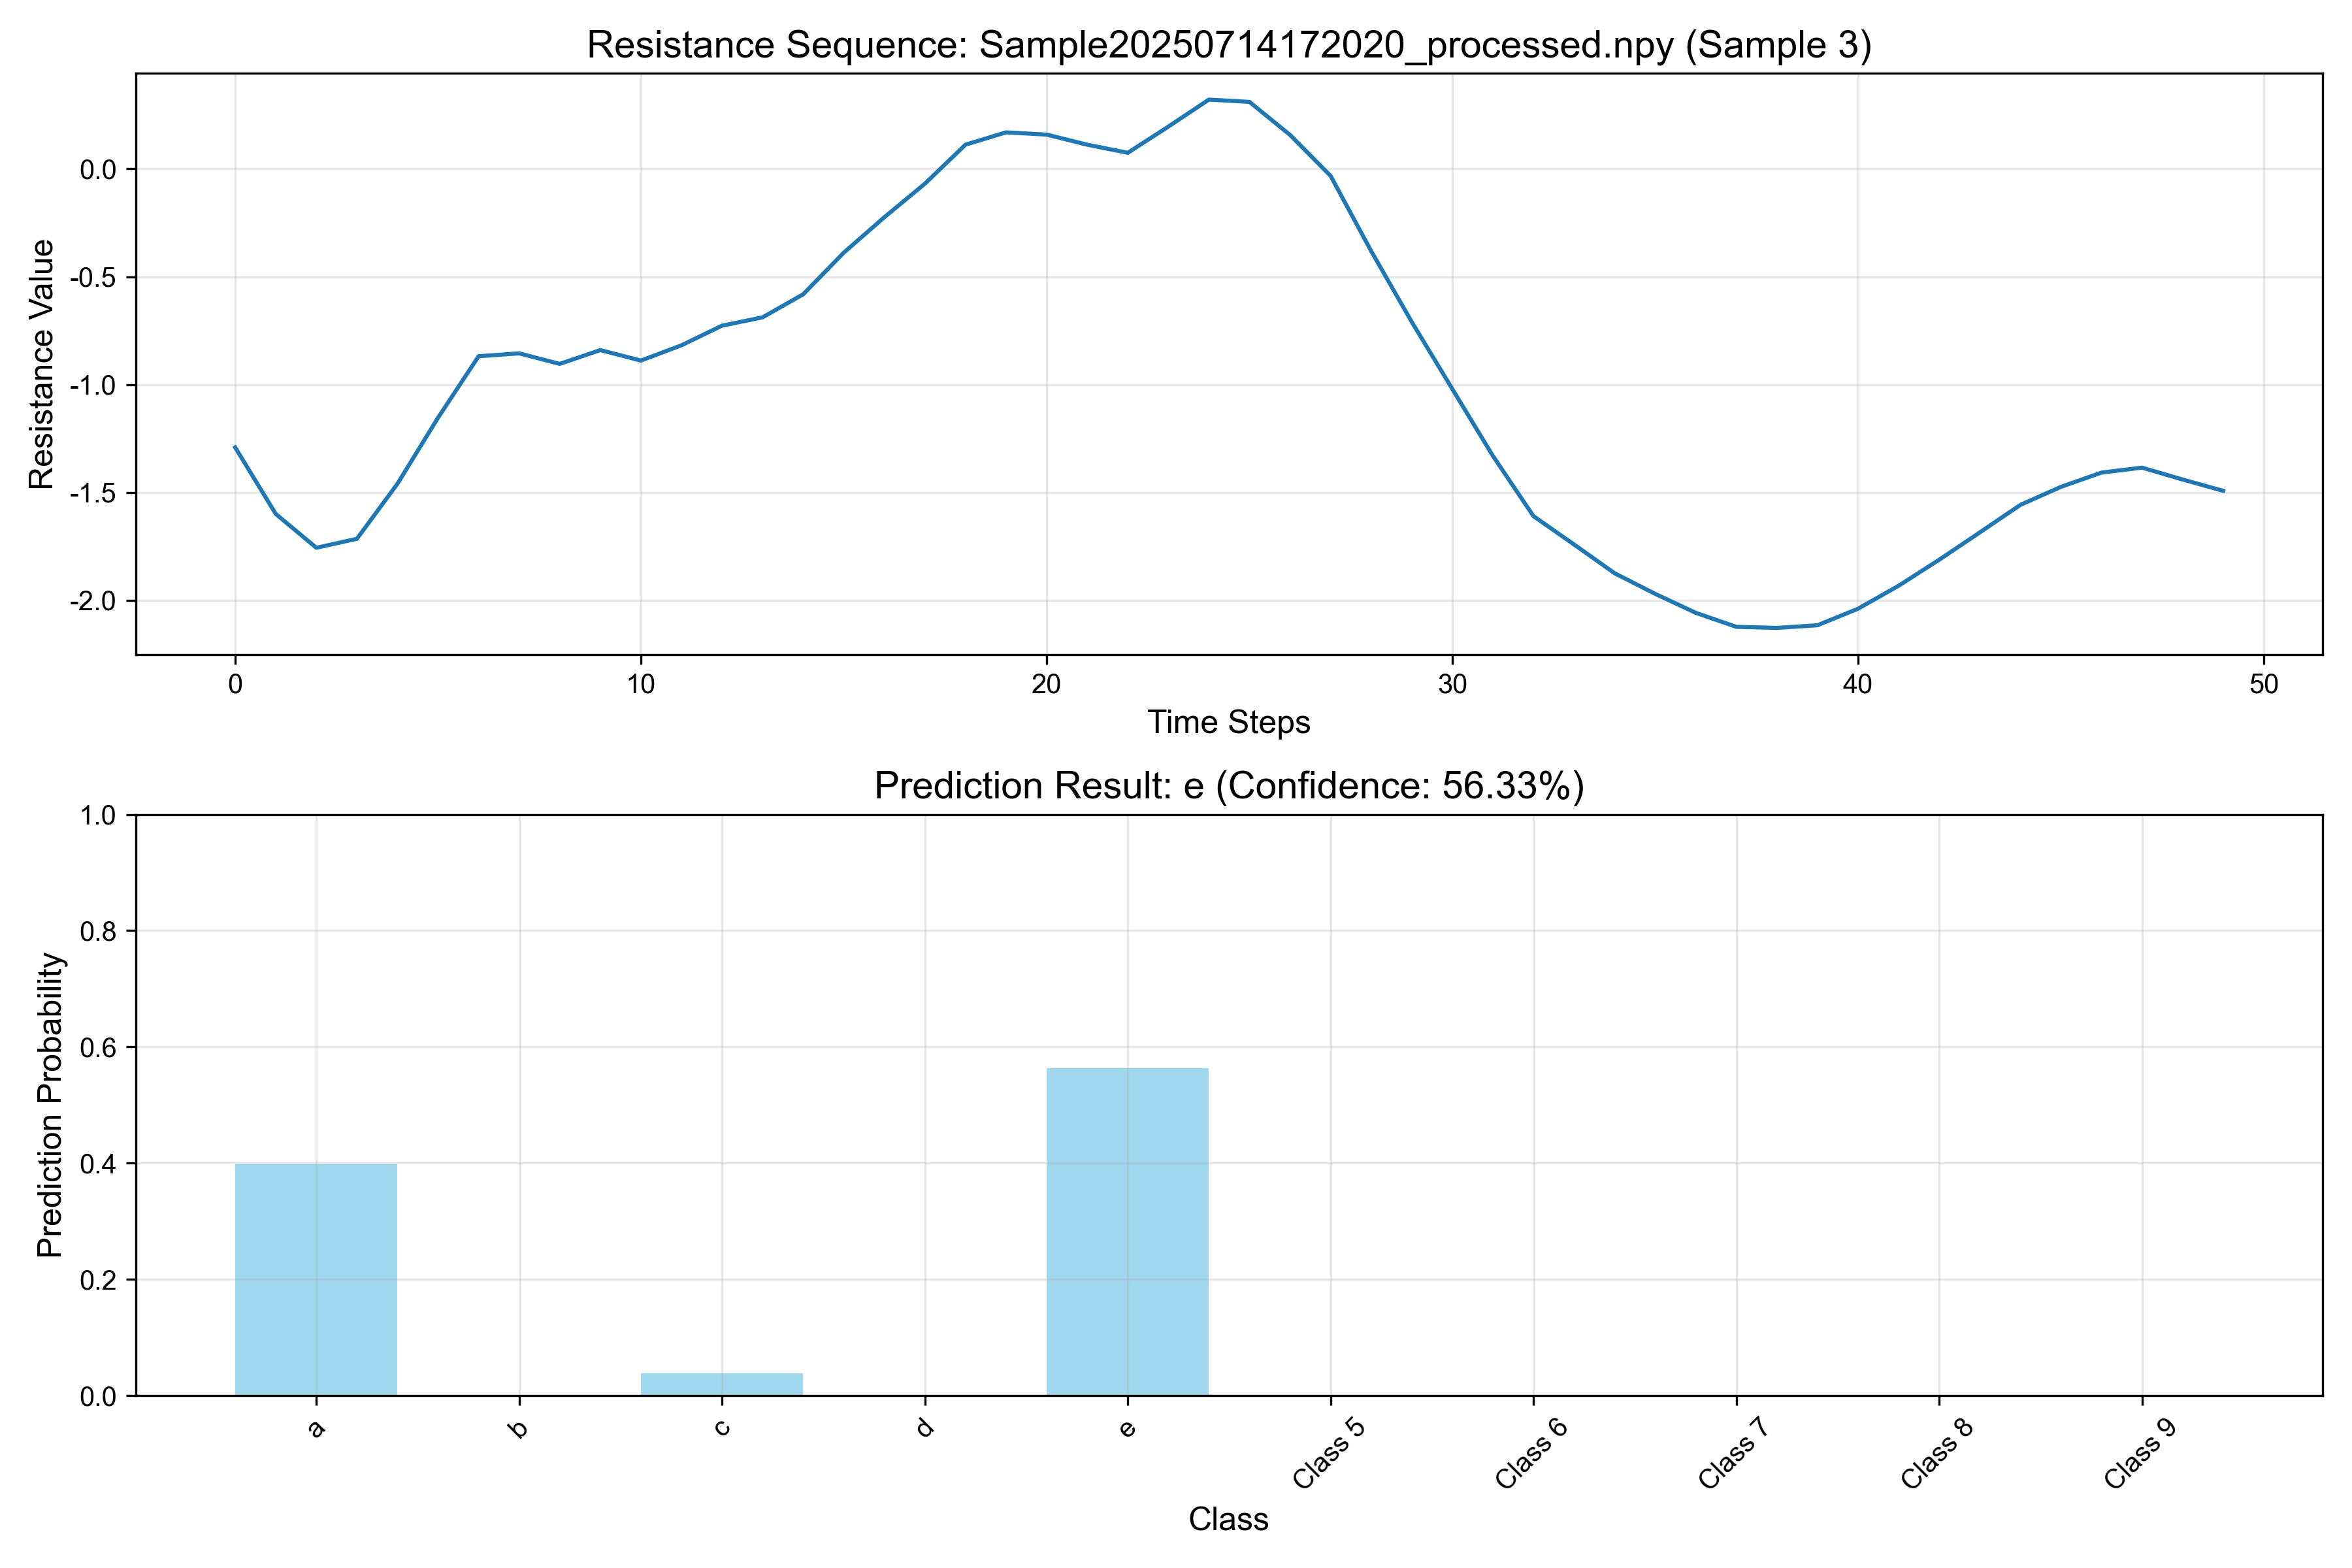 Resistance Sequence: Sample20250714172020_processed.npy (Sample 3)
Resistance Value
0.0
-0.5
-1.0
-1.5
-2.0
0 10 20 30 40 50
Time Steps
Prediction Result: e (Confidence: 56.33%)
Prediction Probability
1.0
0.8
0.6
0.4
0.2
0.0
a b c d e Class 5 Class 6 Class 7 Class 8 Class 9
Class